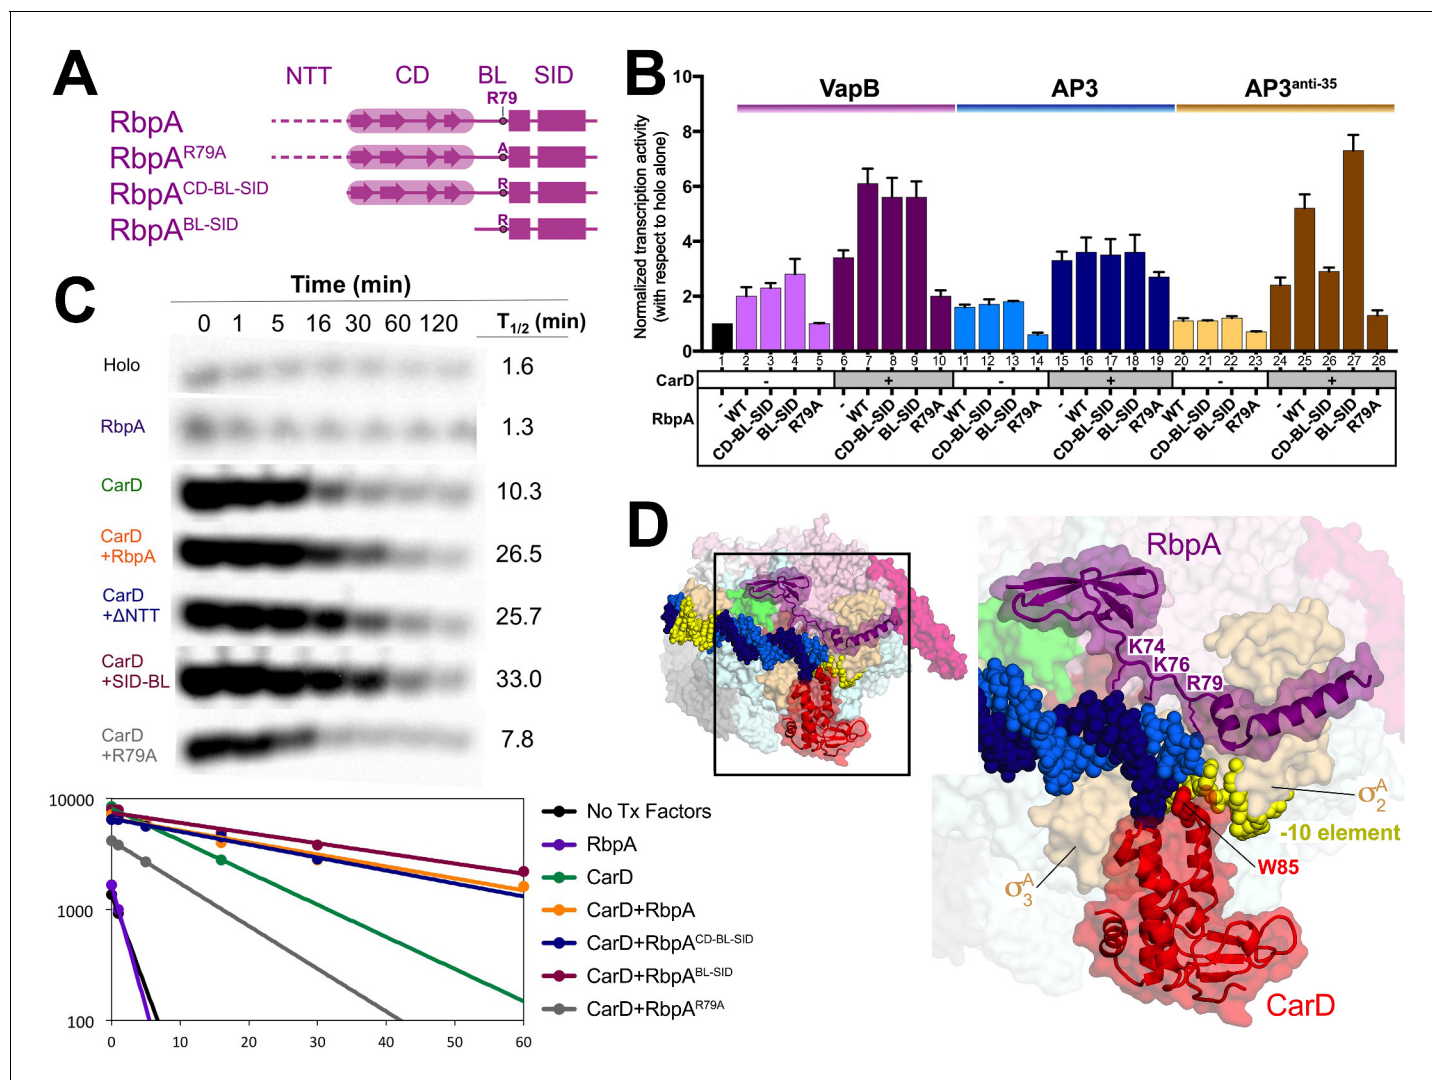 A
NTT CD BL SID
R79
RbpA
RbpA^R79A A
RbpA^CD-BL-SID R
RbpA^BL-SID R
B
VapB AP3 AP3^anti-35
Normalized transcription activity
(with respect to holo alone)
10
8
6
4
2
0
1 2 3 4 5 6 7 8 9 10 11 12 13 14 15 16 17 18 19 20 21 22 23 24 25 26 27 28
CarD - + - + - +
RbpA - WT CD-BL-SID BL-SID R79A - WT CD-BL-SID BL-SID R79A WT CD-BL-SID BL-SID R79A - WT CD-BL-SID BL-SID R79A WT CD-BL-SID BL-SID R79A - WT CD-BL-SID BL-SID R79A
C
Time (min)
0 1 5 16 30 60 120 T1/2 (min)
Holo 1.6
RbpA 1.3
CarD 10.3
CarD
+RbpA 26.5
CarD
+ΔNTT 25.7
CarD
+SID-BL 33.0
CarD
+R79A 7.8
10000
1000
100
0 10 20 30 40 50 60
No Tx Factors
RbpA
CarD
CarD+RbpA
CarD+RbpA^CD-BL-SID
CarD+RbpA^BL-SID
CarD+RbpA^R79A
D
RbpA
K74
K76
R79
σ^A_2
-10 element
W85
σ^A_3
CarD